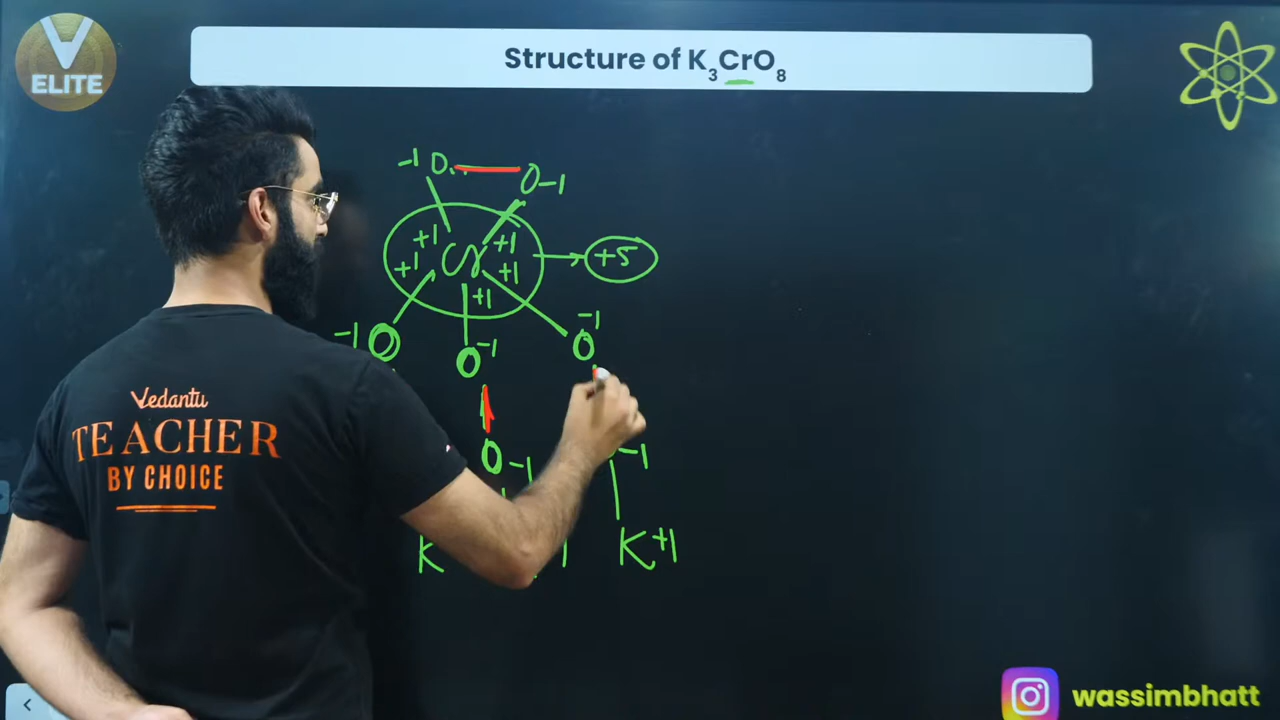 V
ELITE
Structure of K₃CrO₈
-1 O
O -1
+1 Cr +1
+1 +1
+1
+5
-1 O
O -1
O -1
O -1
-1
K
K +1
Vedantu
TEACHER
BY CHOICE
wassimbhatt